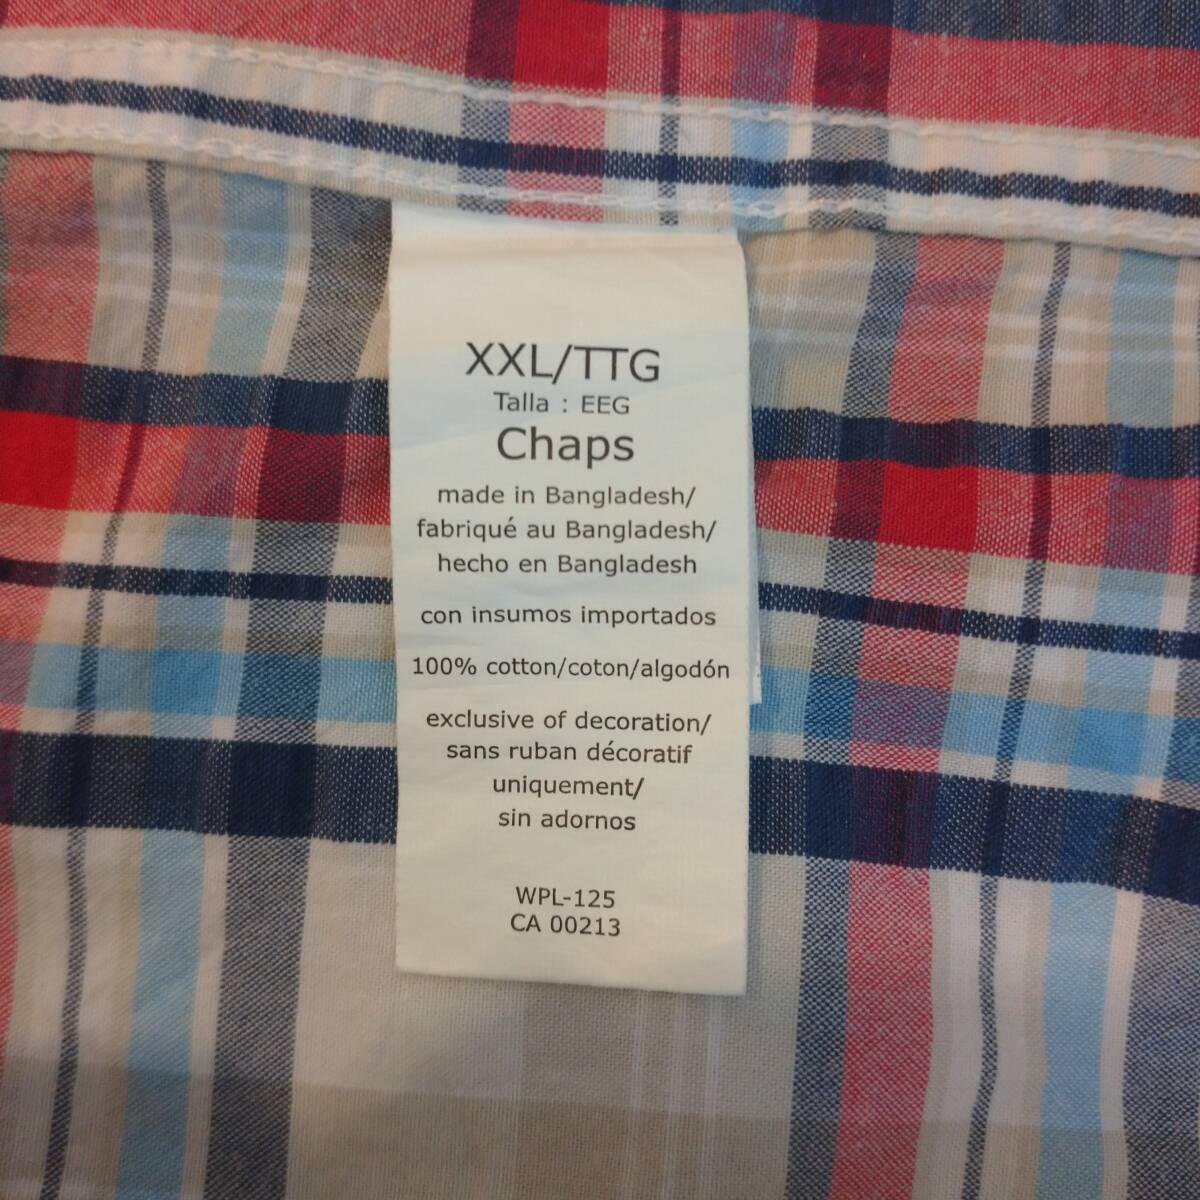 XXL/TTG
Talla : EEG
Chaps
made in Bangladesh/
fabriqué au Bangladesh/
hecho en Bangladesh
con insumos importados
100% cotton/coton/algodón
exclusive of decoration/
sans ruban décoratif
uniquement/
sin adornos
WPL-125
CA 00213